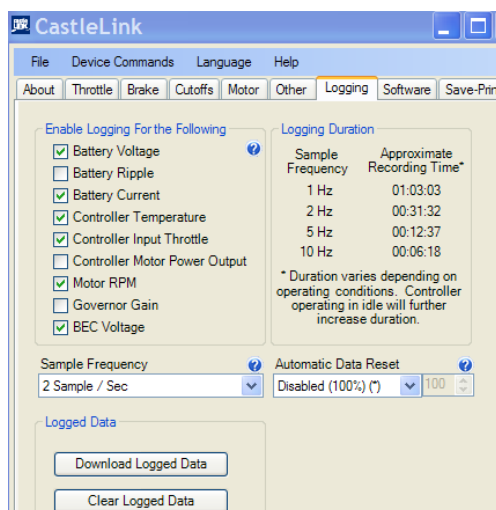 CastleLink
File Device Commands Language Help
About Throttle Brake Cutoffs Motor Other Logging Software Save-Prin
Enable Logging For the Following
Battery Voltage
Battery Ripple
Battery Current
Controller Temperature
Controller Input Throttle
Controller Motor Power Output
Motor RPM
Governor Gain
BEC Voltage
Logging Duration
Sample Frequency Approximate Recording Time*
1 Hz 01:03:03
2 Hz 00:31:32
5 Hz 00:12:37
10 Hz 00:06:18
* Duration varies depending on
operating conditions. Controller
operating in idle will further
increase duration.
Sample Frequency
2 Sample / Sec
Automatic Data Reset
Disabled (100%) (*) 100
Logged Data
Download Logged Data
Clear Logged Data